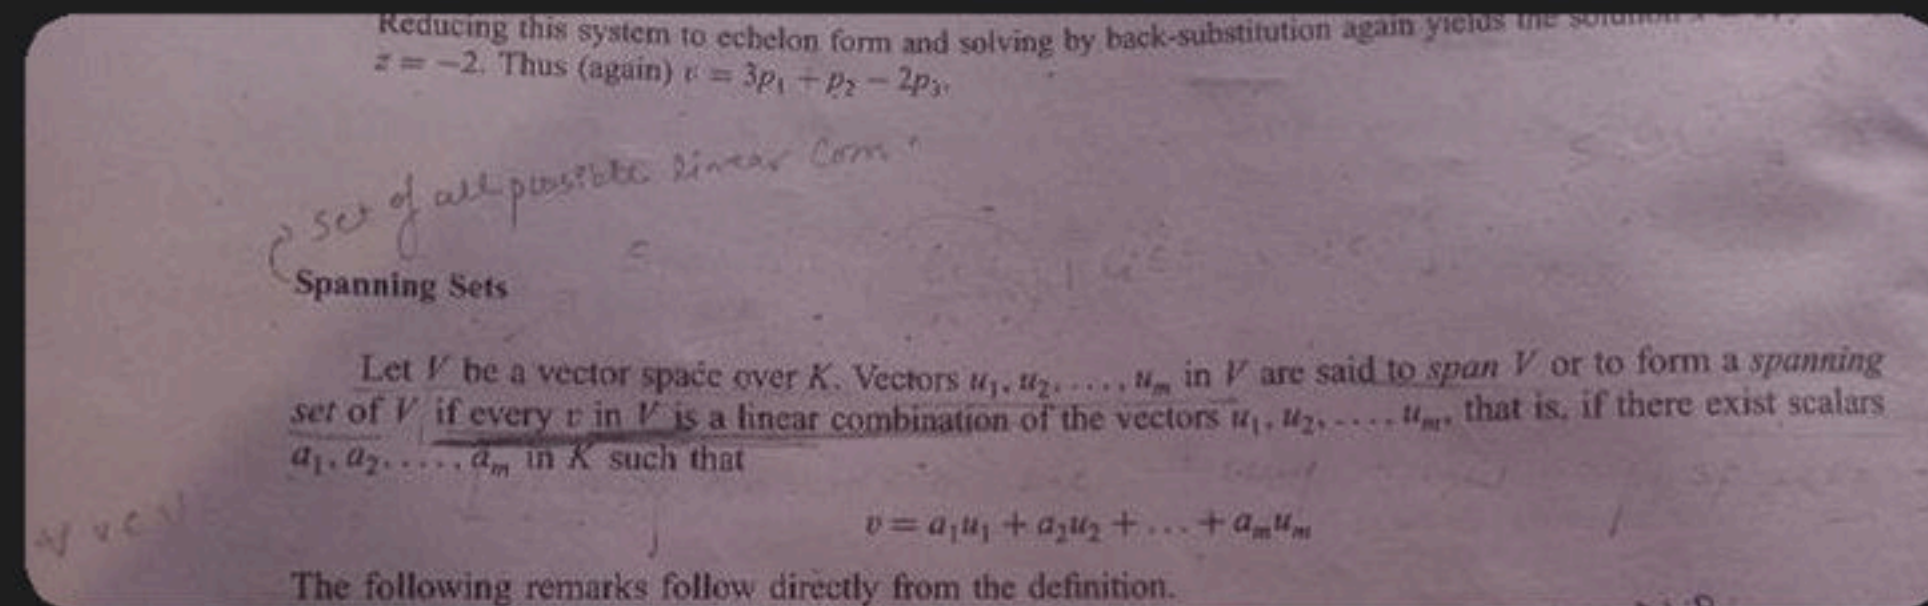 Reducing this system to echelon form and solving by back-substitution again yields the solution
z = −2. Thus (again) v = 3p₁ + p₂ − 2p₃.
set of all possible linear Com.
Spanning Sets
Let V be a vector space over K. Vectors u₁, u₂, . . . , uₘ in V are said to span V or to form a spanning
set of V if every v in V is a linear combination of the vectors u₁, u₂, . . . . uₘ, that is, if there exist scalars
a₁, a₂, . . . , aₘ in K such that
v = a₁u₁ + a₂u₂ + . . . + aₘuₘ
The following remarks follow directly from the definition.